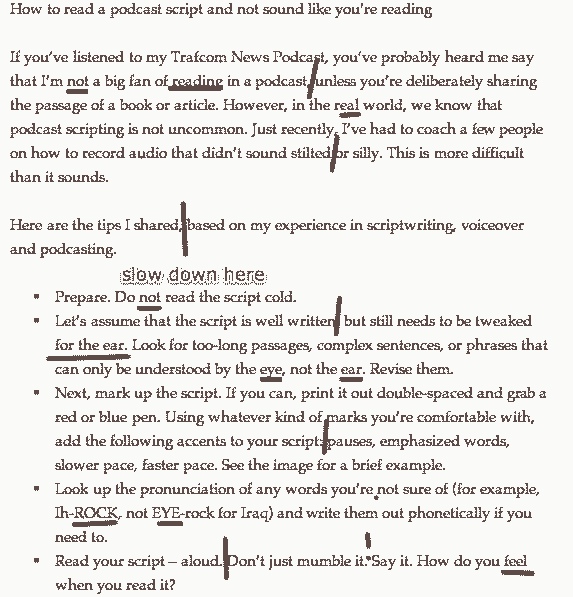 How to read a podcast script and not sound like you're reading
If you've listened to my Trafcom News Podcast, you've probably heard me say
that I'm not a big fan of reading in a podcast, unless you're deliberately sharing
the passage of a book or article. However, in the real world, we know that
podcast scripting is not uncommon. Just recently, I've had to coach a few people
on how to record audio that didn't sound stilted or silly. This is more difficult
than it sounds.
Here are the tips I shared, based on my experience in scriptwriting, voiceover
and podcasting.
slow down here
▪ Prepare. Do not read the script cold.
▪ Let's assume that the script is well written, but still needs to be tweaked
for the ear. Look for too-long passages, complex sentences, or phrases that
can only be understood by the eye, not the ear. Revise them.
▪ Next, mark up the script. If you can, print it out double-spaced and grab a
red or blue pen. Using whatever kind of marks you're comfortable with,
add the following accents to your script: pauses, emphasized words,
slower pace, faster pace. See the image for a brief example.
▪ Look up the pronunciation of any words you're not sure of (for example,
Ih-ROCK, not EYE-rock for Iraq) and write them out phonetically if you
need to.
▪ Read your script – aloud. Don't just mumble it. Say it. How do you feel
when you read it?